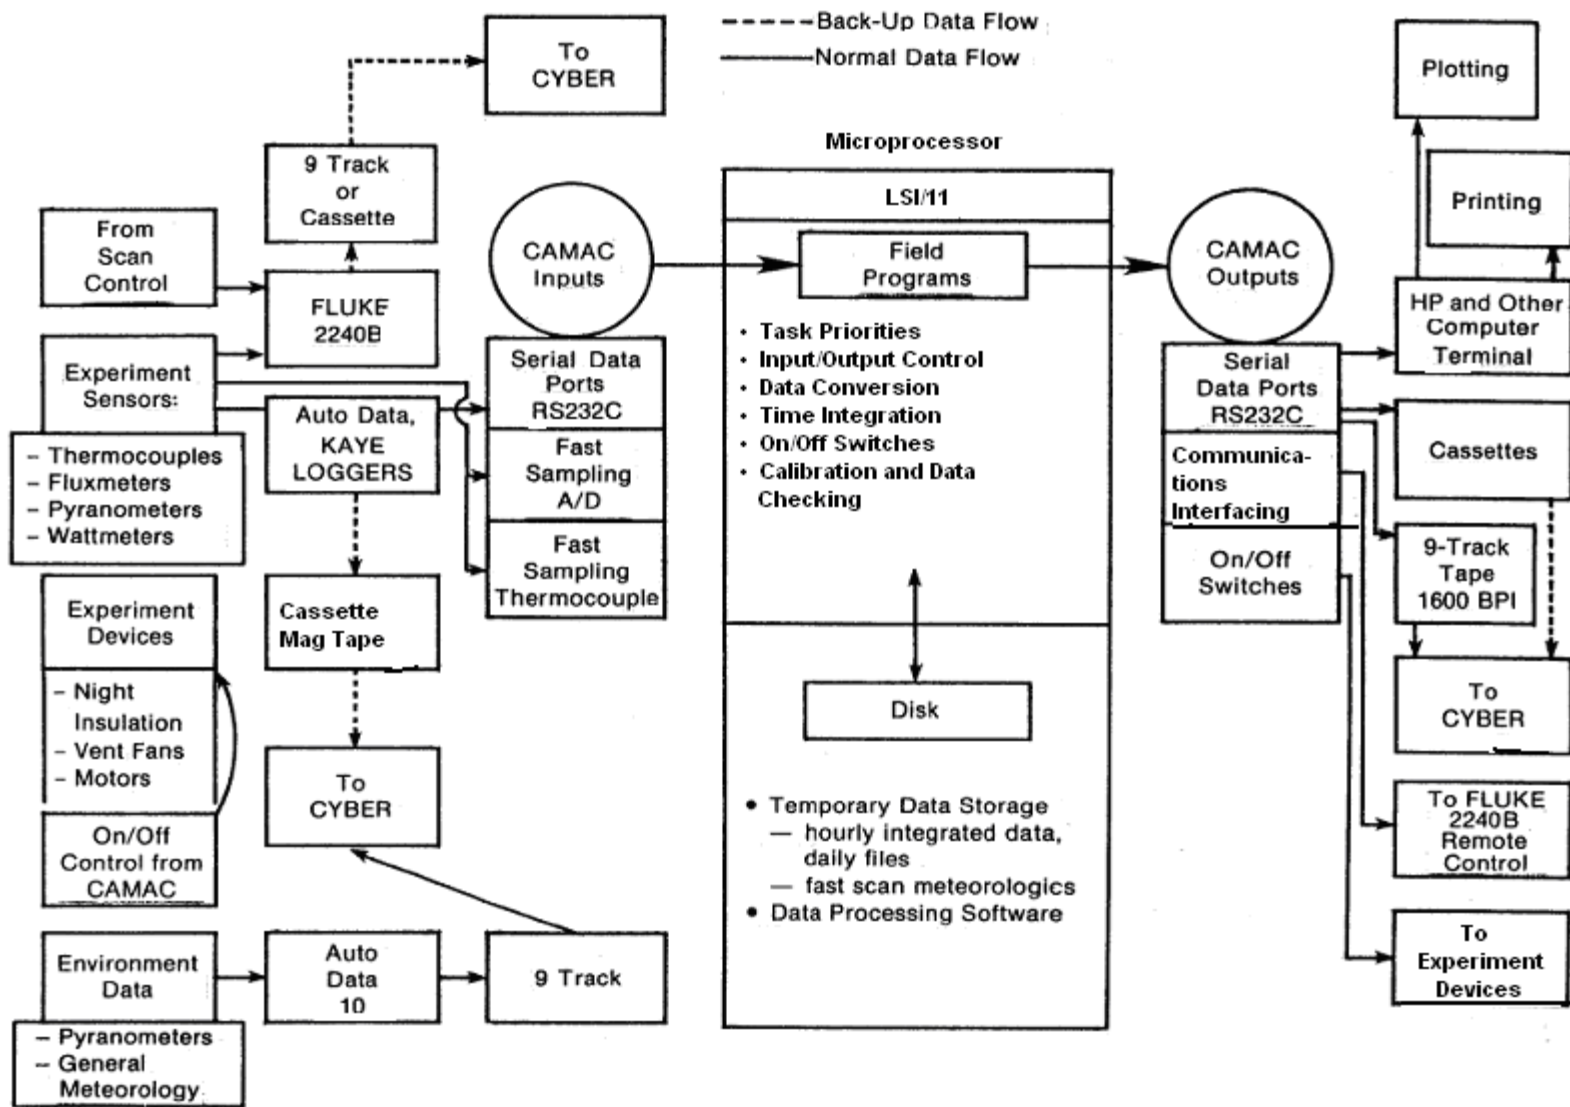 Back-Up Data Flow
Normal Data Flow
To
CYBER
9 Track
or
Cassette
From
Scan
Control
FLUKE
2240B
Experiment
Sensors:
– Thermocouples
– Fluxmeters
– Pyranometers
– Wattmeters
Auto Data,
KAYE
LOGGERS
Cassette
Mag Tape
To
CYBER
Experiment
Devices
– Night
Insulation
– Vent Fans
– Motors
On/Off
Control from
CAMAC
Environment
Data
– Pyranometers
– General
Meteorology
Auto
Data
10
9 Track
CAMAC
Inputs
Serial Data
Ports
RS232C
Fast
Sampling
A/D
Fast
Sampling
Thermocouple
Microprocessor
LSI/11
Field
Programs
• Task Priorities
• Input/Output Control
• Data Conversion
• Time Integration
• On/Off Switches
• Calibration and Data
Checking
Disk
• Temporary Data Storage
— hourly integrated data,
daily files
— fast scan meteorologics
• Data Processing Software
CAMAC
Outputs
Serial
Data Ports
RS232C
Communica-
tions
Interfacing
On/Off
Switches
Plotting
Printing
HP and Other
Computer
Terminal
Cassettes
9-Track
Tape
1600 BPI
To
CYBER
To FLUKE
2240B
Remote
Control
To
Experiment
Devices